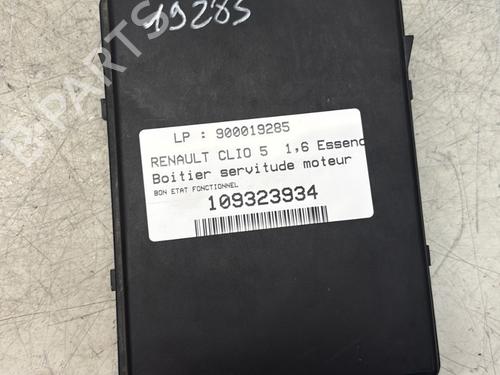 19285
LP : 900019285
RENAULT CLIO 5 1,6 Essenc
Boitier servitude moteur
BON ETAT FONCTIONNEL
109323934